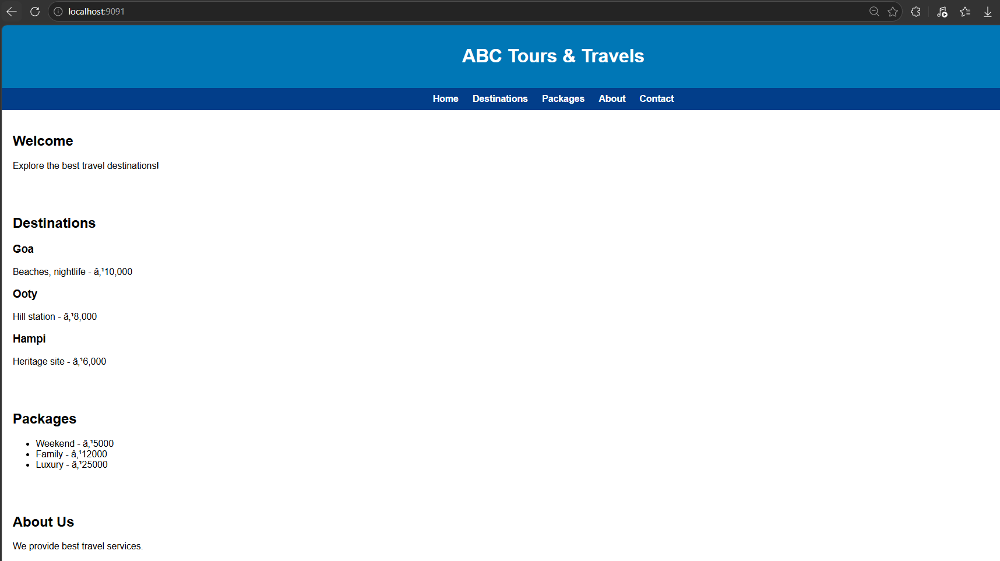 localhost:9091
ABC Tours & Travels
Home Destinations Packages About Contact
Welcome
Explore the best travel destinations!
Destinations
Goa
Beaches, nightlife - â‚¹10,000
Ooty
Hill station - â‚¹8,000
Hampi
Heritage site - â‚¹6,000
Packages
• Weekend - â‚¹5000
• Family - â‚¹12000
• Luxury - â‚¹25000
About Us
We provide best travel services.